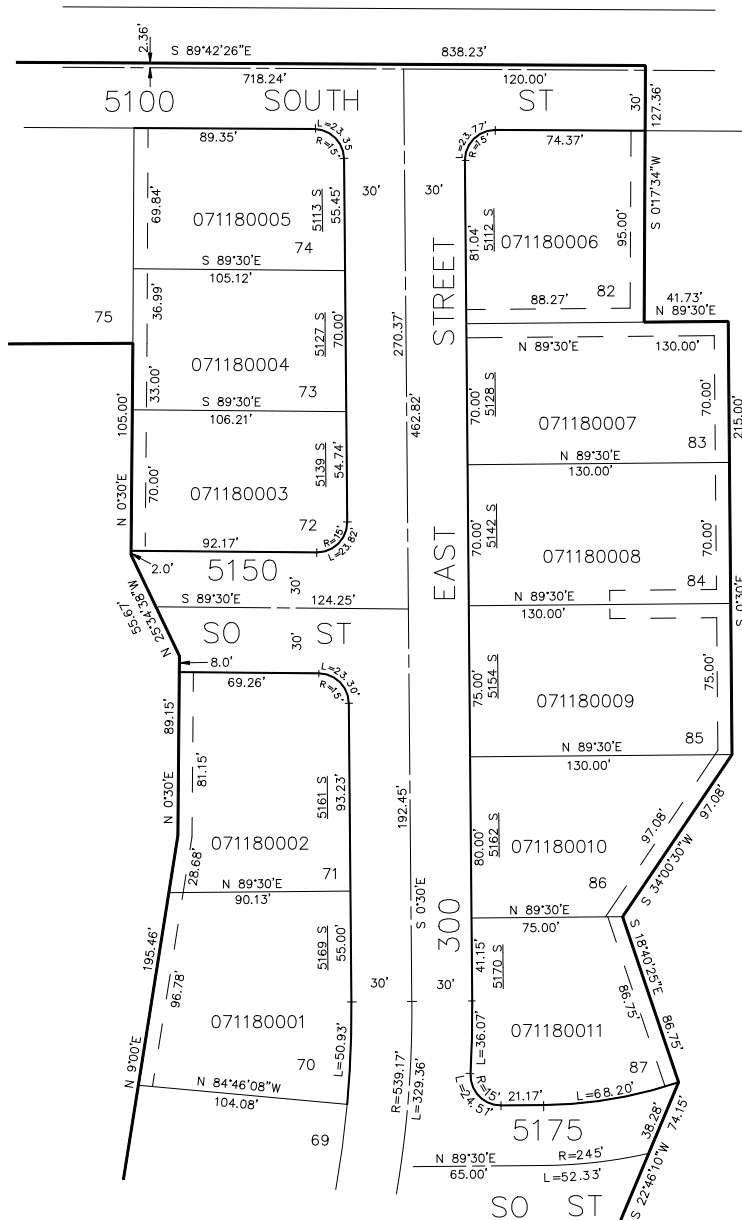 2.36'
S 89°42'26"E
838.23'
718.24'
120.00'
5100 SOUTH ST
30'
127.36'
89.35'
L=23.35
R=15'
L=23.77'
R=15'
74.37'
69.84'
071180005
5113 S
55.45'
30'
30'
74
S 89°30'E
105.12'
81.04'
5112 S
071180006
95.00'
S 0°17'34"W
82
88.27'
41.73'
N 89°30'E
75
36.99'
071180004
5127 S
70.00'
270.37'
STREET
N 89°30'E
130.00'
33.00'
73
S 89°30'E
106.21'
462.82'
70.00'
5128 S
071180007
70.00'
215.00'
83
N 89°30'E
130.00'
105.00'
N 0°30'E
70.00'
071180003
5139 S
54.74'
72
92.17'
R=15'
L=23.82'
2.0'
5150
30'
S 89°30'E
124.25'
EAST
70.00'
5142 S
071180008
70.00'
84
N 89°30'E
130.00'
S 0°30'E
55.67'
N 25°34'38"W
SO ST
30'
8.0'
69.26'
L=23.30'
R=15'
75.00'
5154 S
071180009
75.00'
85
N 89°30'E
130.00'
89.15'
N 0°30'E
81.15'
5161 S
93.23'
071180002
28.68'
71
N 89°30'E
90.13'
192.45'
S 0°30'E
80.00'
5162 S
071180010
97.08'
97.08'
S 34°00'30"W
86
N 89°30'E
75.00'
300
195.46'
N 9°00'E
96.78'
5169 S
55.00'
071180001
30'
30'
41.15'
5170 S
S 18°40'25"E
86.75'
86.75'
071180011
70
L=50.93'
N 84°46'08"W
104.08'
R=539.17'
L=329.36'
L=36.07'
87
L=24.51'
R=15'
21.17'
L=68.20'
69
5175
38.28'
74.15'
N 89°30'E
65.00'
R=245'
L=52.33'
SO ST
S 22°46'10"W